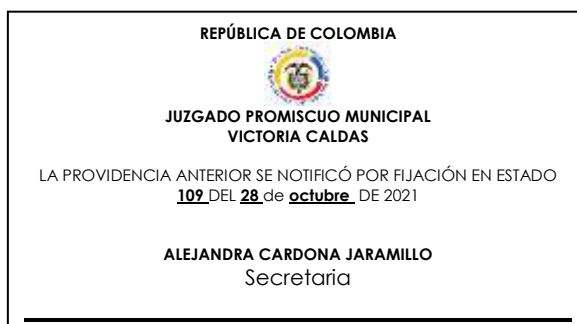 REPÚBLICA DE COLOMBIA
JUZGADO PROMISCUO MUNICIPAL
VICTORIA CALDAS
LA PROVIDENCIA ANTERIOR SE NOTIFICÓ POR FIJACIÓN EN ESTADO
109 DEL 28 de octubre DE 2021
ALEJANDRA CARDONA JARAMILLO
Secretaria